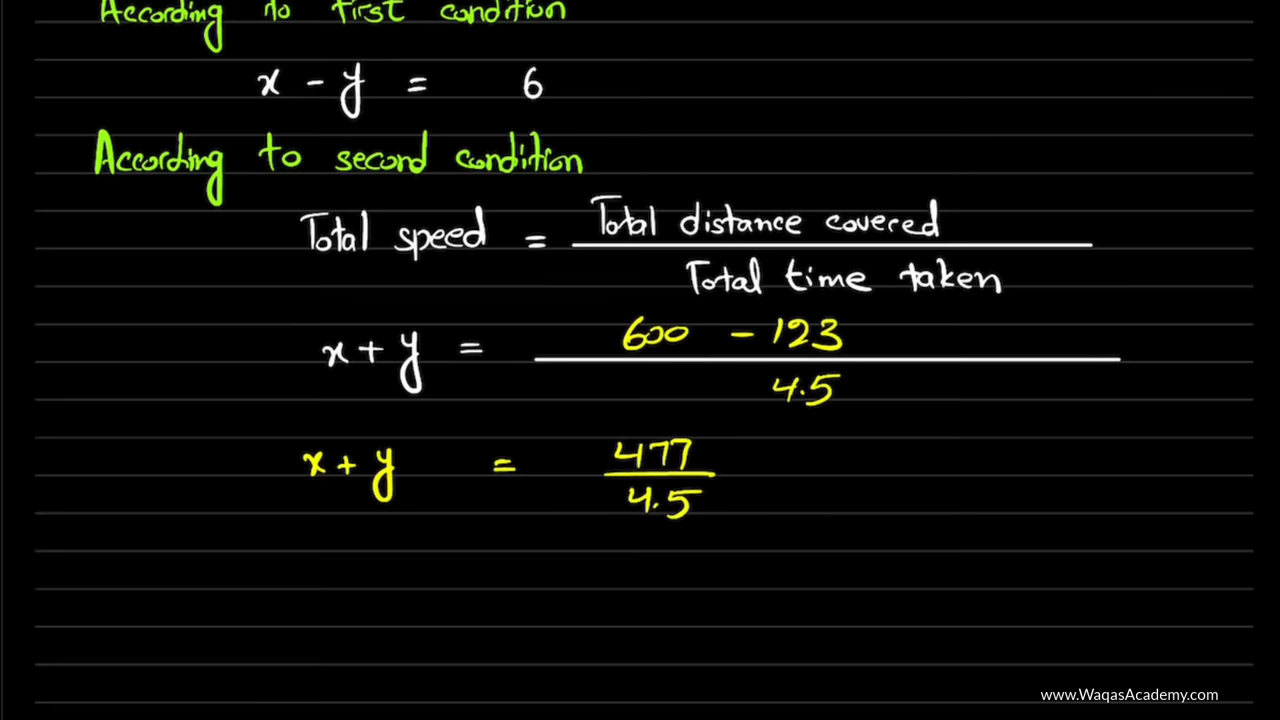 According to first condition
x - y = 6
According to second condition
Total speed = Total distance covered / Total time taken
x + y = 600 - 123 / 4.5
x + y = 477 / 4.5
www.WaqasAcademy.com